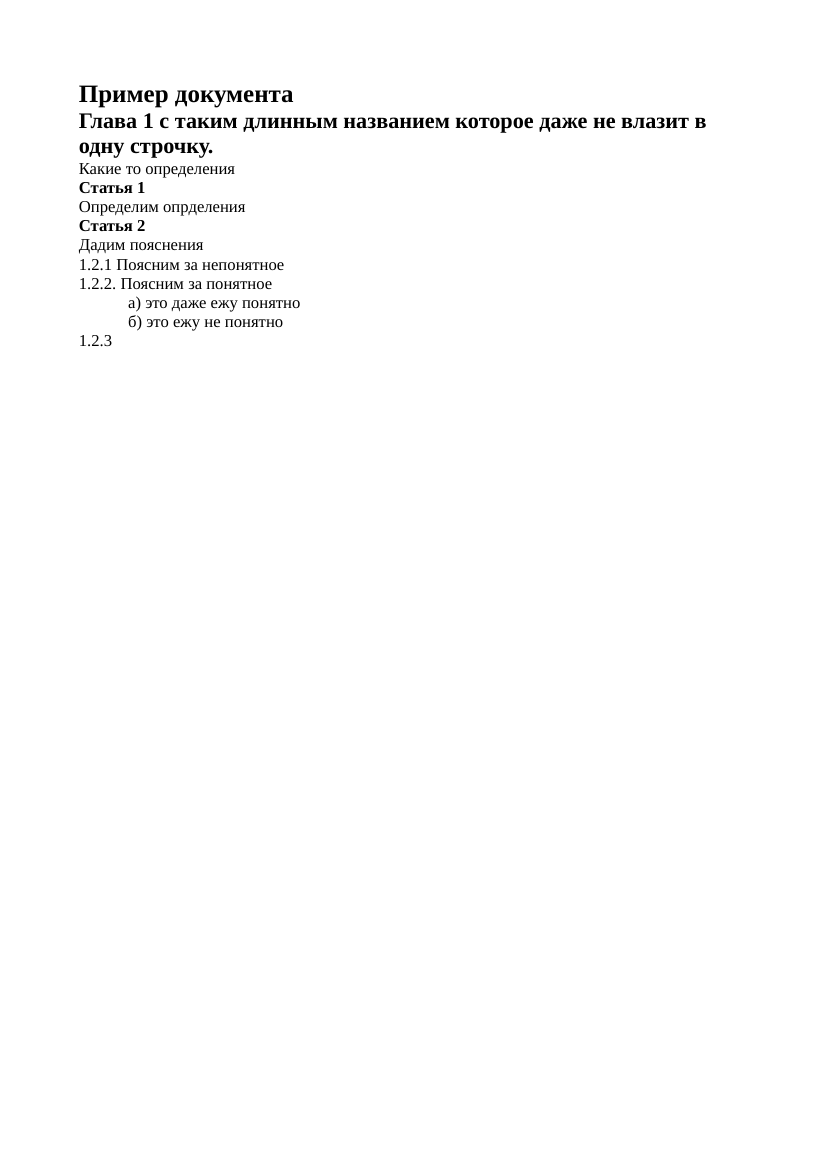 Пример документа
Глава 1 с таким длинным названием которое даже не влазит в
одну строчку.
Какие то определения
Статья 1
Определим опрделения
Статья 2
Дадим пояснения
1.2.1 Поясним за непонятное
1.2.2. Поясним за понятное
а) это даже ежу понятно
б) это ежу не понятно
1.2.3